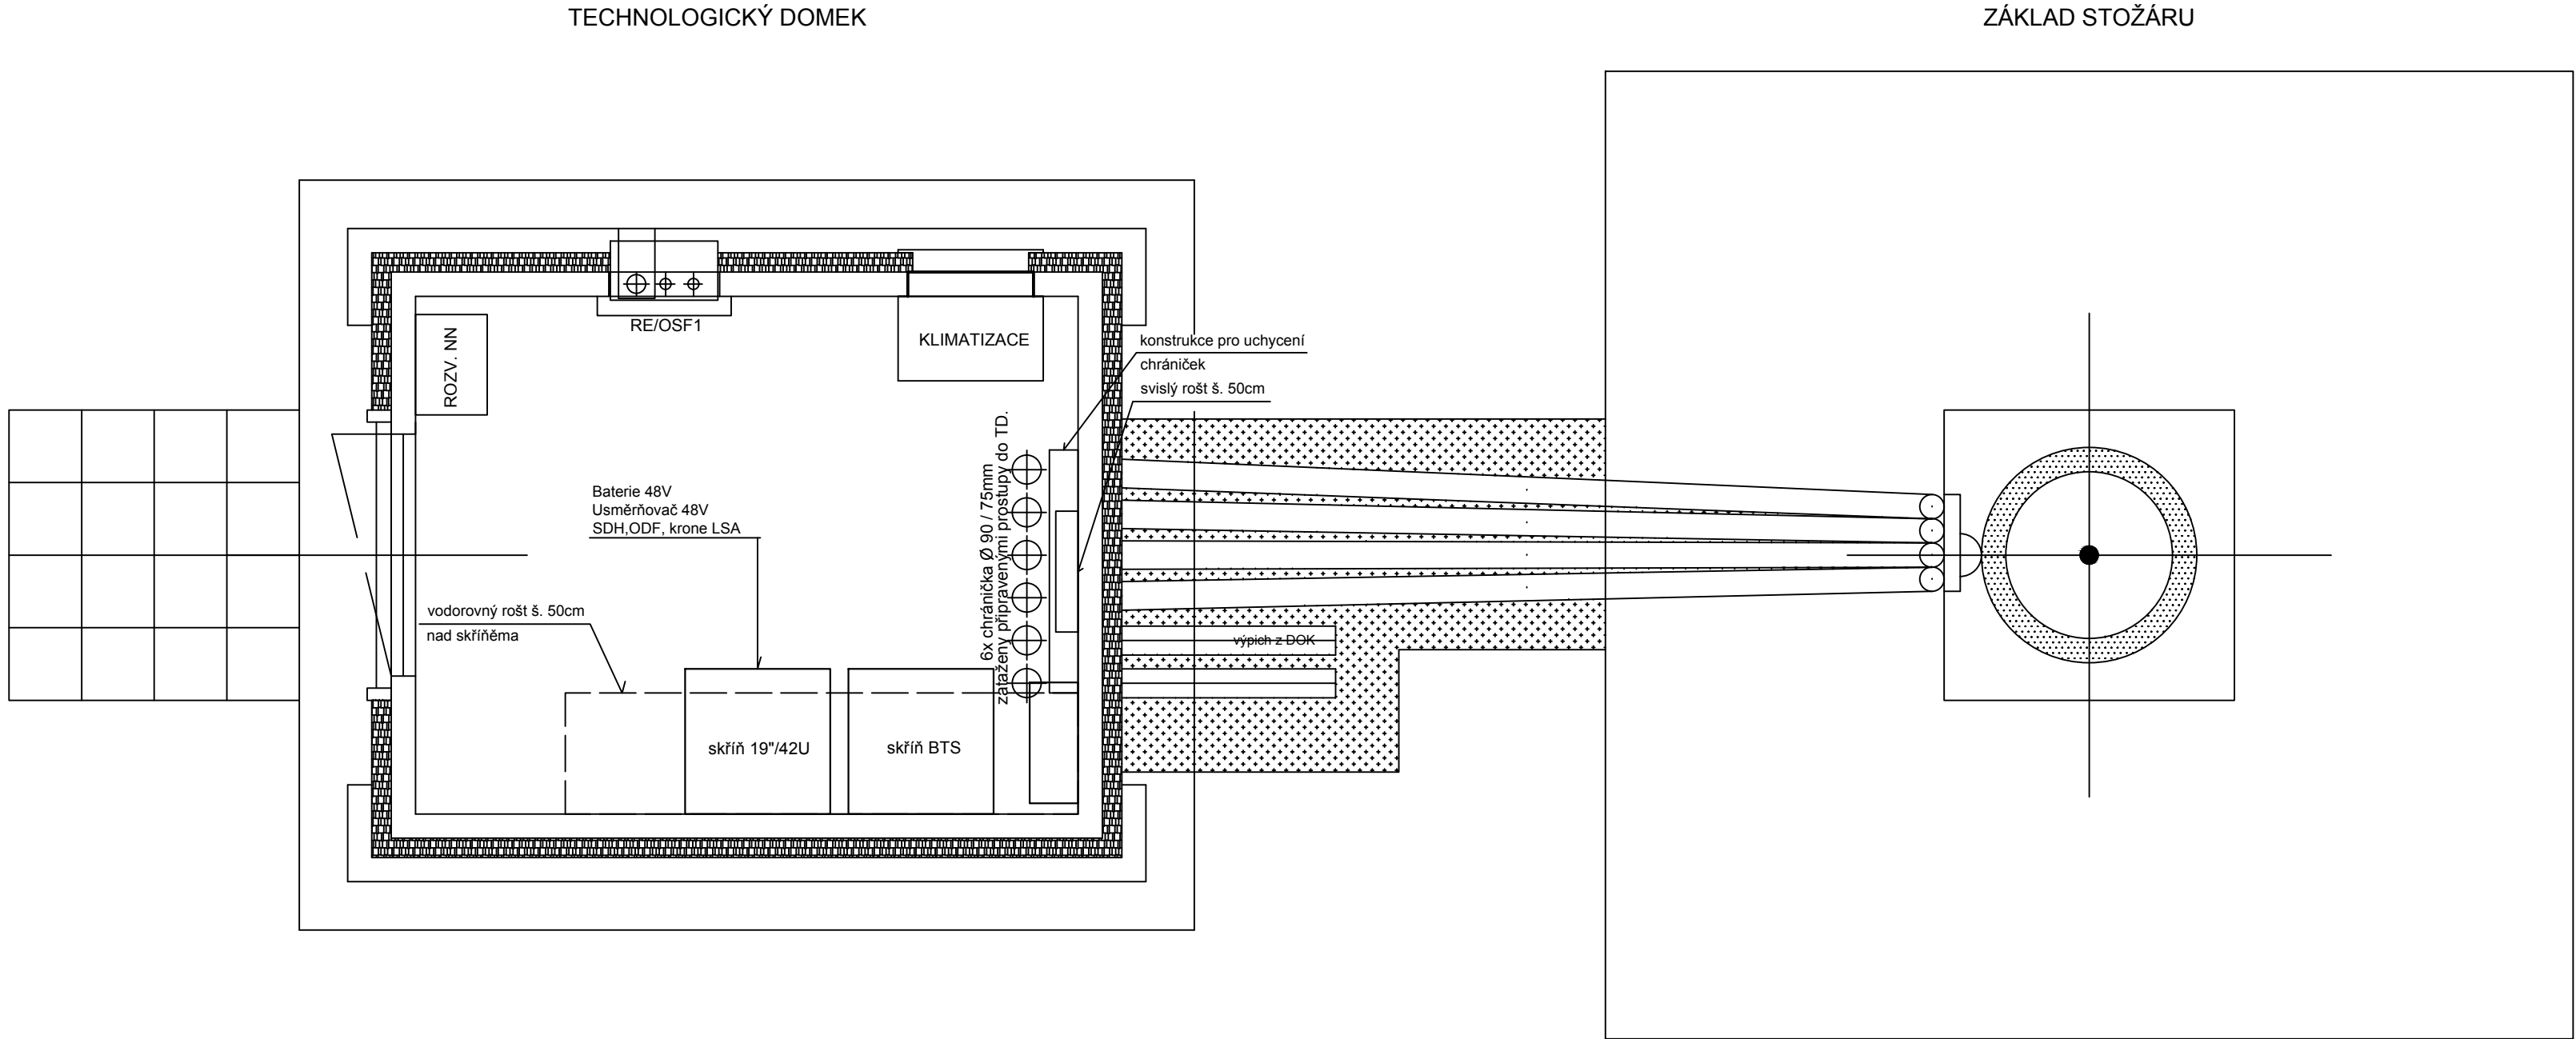 TECHNOLOGICKÝ DOMEK
ZÁKLAD STOŽÁRU
RE/OSF1
ROZV. NN
KLIMATIZACE
konstrukce pro uchycení
chrániček
svislý rošt š. 50cm
6x chránička Ø 90 / 75mm
zataženy připravenými prostupy do TD.
Baterie 48V
Usměrňovač 48V
SDH,ODF, krone LSA
vodorovný rošt š. 50cm
nad skříněma
výpich z DOK
skříň 19"/42U
skříň BTS